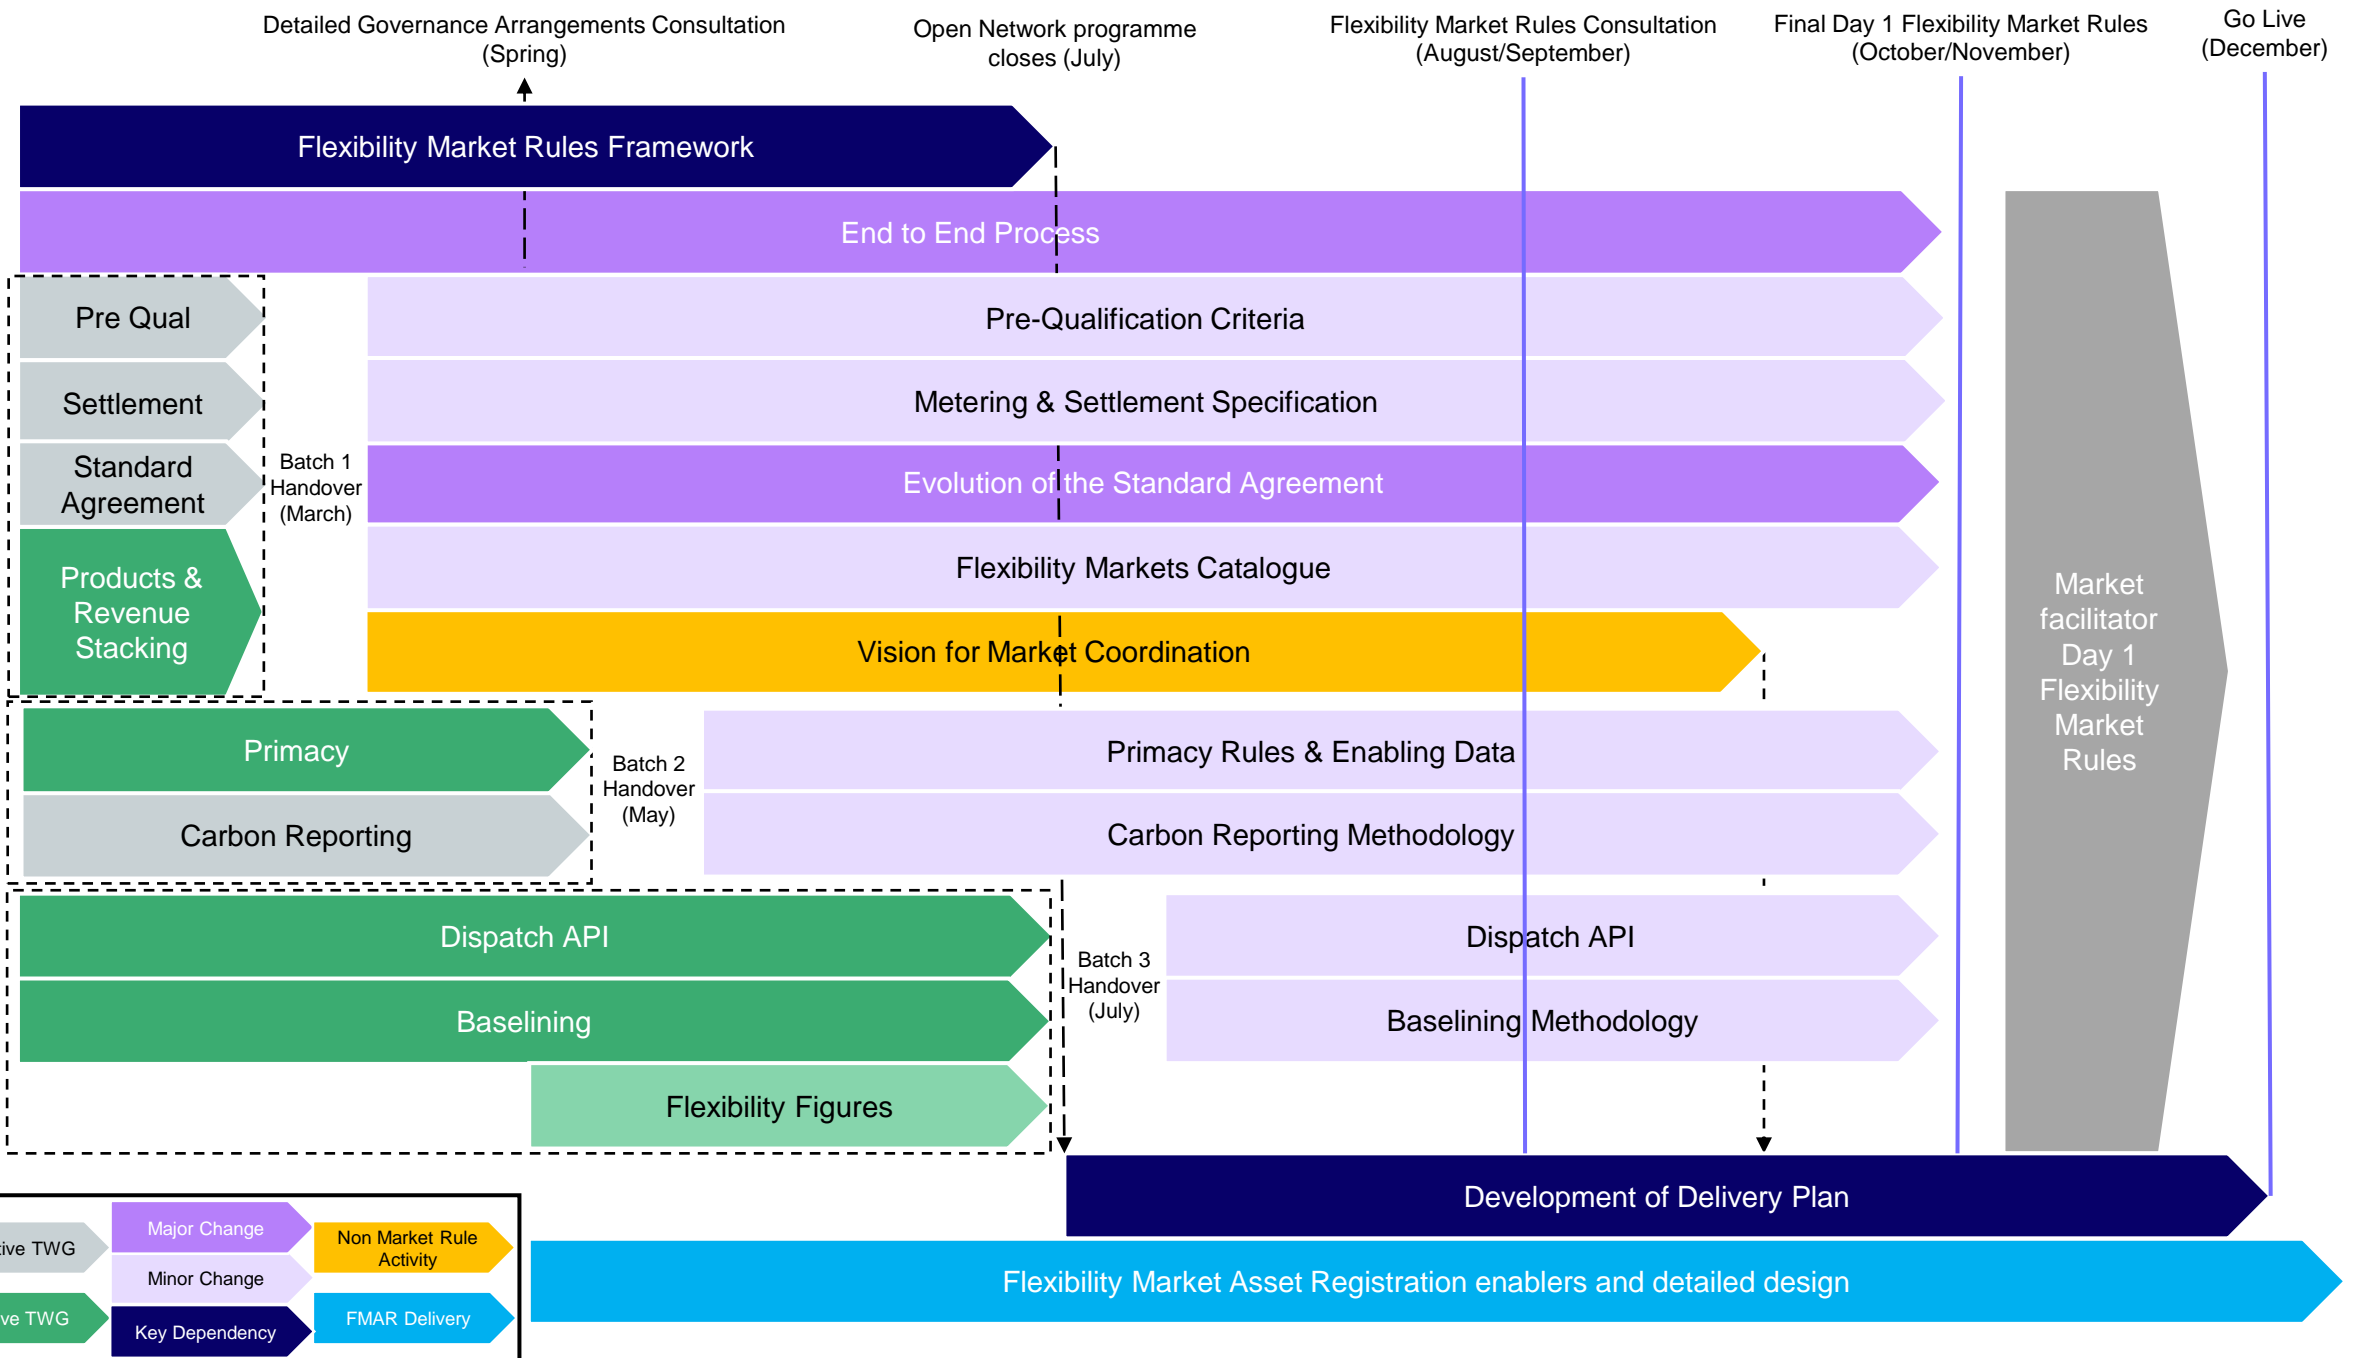 Detailed Governance Arrangements Consultation
(Spring)
Open Network programme
closes (July)
Flexibility Market Rules Consultation
(August/September)
Final Day 1 Flexibility Market Rules
(October/November)
Go Live
(December)
Flexibility Market Rules Framework
End to End Process
Pre Qual
Pre-Qualification Criteria
Settlement
Metering & Settlement Specification
Standard
Agreement
Batch 1
Handover
(March)
Evolution of the Standard Agreement
Products &
Revenue
Stacking
Flexibility Markets Catalogue
Vision for Market Coordination
Market
facilitator
Day 1
Flexibility
Market
Rules
Primacy
Batch 2
Handover
(May)
Primacy Rules & Enabling Data
Carbon Reporting
Carbon Reporting Methodology
Dispatch API
Batch 3
Handover
(July)
Dispatch API
Baselining
Baselining Methodology
Flexibility Figures
Development of Delivery Plan
Flexibility Market Asset Registration enablers and detailed design
TWG
Major Change
Non Market Rule
Activity
Minor Change
TWG
Key Dependency
FMAR Delivery